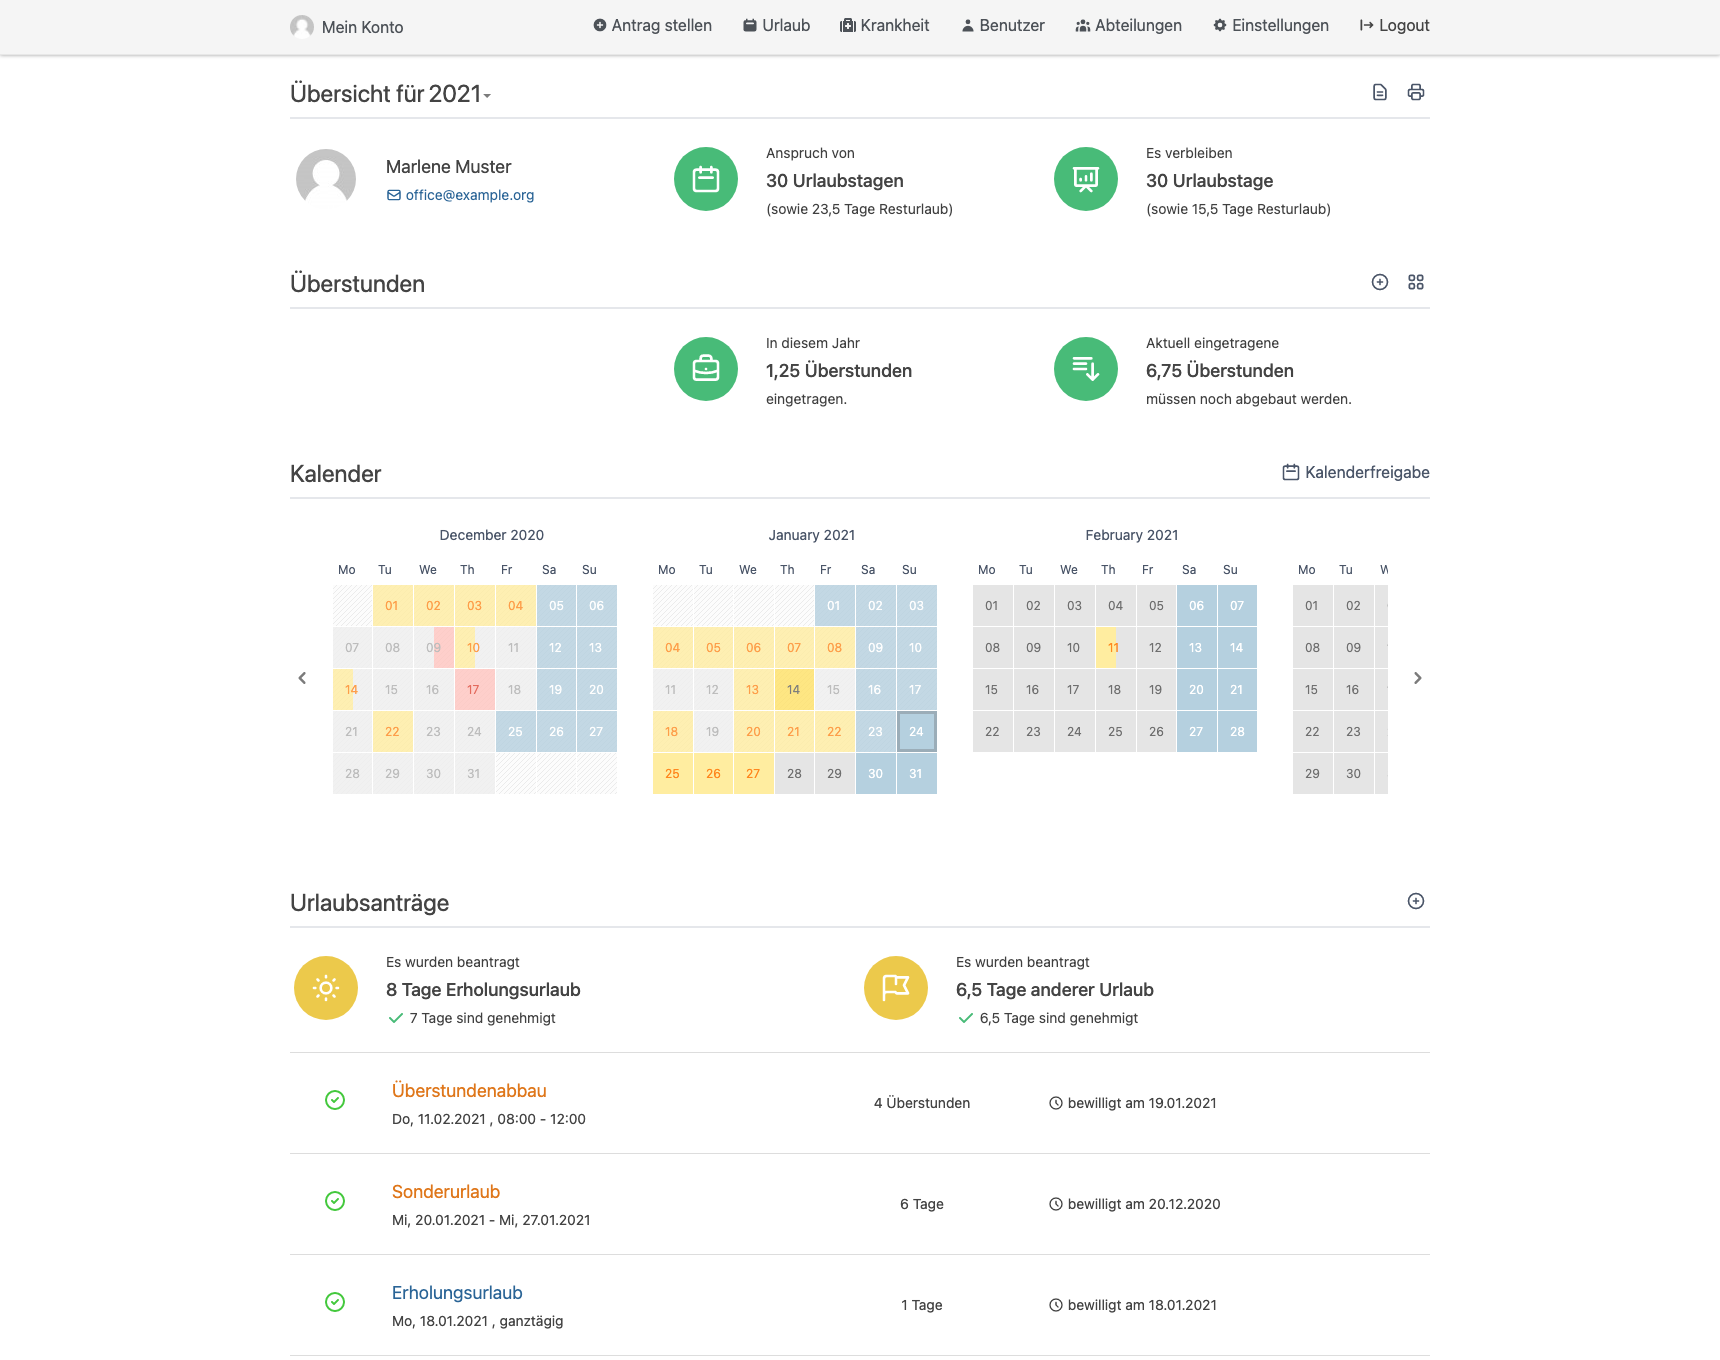 Mein Konto Antrag stellen Urlaub Krankheit Benutzer Abteilungen Einstellungen Logout
Übersicht für 2021
Marlene Muster
office@example.org
Anspruch von
30 Urlaubstagen
(sowie 23,5 Tage Resturlaub)
Es verbleiben
30 Urlaubstage
(sowie 15,5 Tage Resturlaub)
Überstunden
In diesem Jahr
1,25 Überstunden
eingetragen.
Aktuell eingetragene
6,75 Überstunden
müssen noch abgebaut werden.
Kalender
Kalenderfreigabe
December 2020
Mo Tu We Th Fr Sa Su
01 02 03 04 05 06
07 08 09 10 11 12 13
14 15 16 17 18 19 20
21 22 23 24 25 26 27
28 29 30 31
January 2021
Mo Tu We Th Fr Sa Su
01 02 03
04 05 06 07 08 09 10
11 12 13 14 15 16 17
18 19 20 21 22 23 24
25 26 27 28 29 30 31
February 2021
Mo Tu We Th Fr Sa Su
01 02 03 04 05 06 07
08 09 10 11 12 13 14
15 16 17 18 19 20 21
22 23 24 25 26 27 28
Mo Tu
01 02
08 09
15 16
22 23
29 30
Urlaubsanträge
Es wurden beantragt
8 Tage Erholungsurlaub
7 Tage sind genehmigt
Es wurden beantragt
6,5 Tage anderer Urlaub
6,5 Tage sind genehmigt
Überstundenabbau
Do, 11.02.2021 , 08:00 - 12:00
4 Überstunden
bewilligt am 19.01.2021
Sonderurlaub
Mi, 20.01.2021 - Mi, 27.01.2021
6 Tage
bewilligt am 20.12.2020
Erholungsurlaub
Mo, 18.01.2021 , ganztägig
1 Tage
bewilligt am 18.01.2021